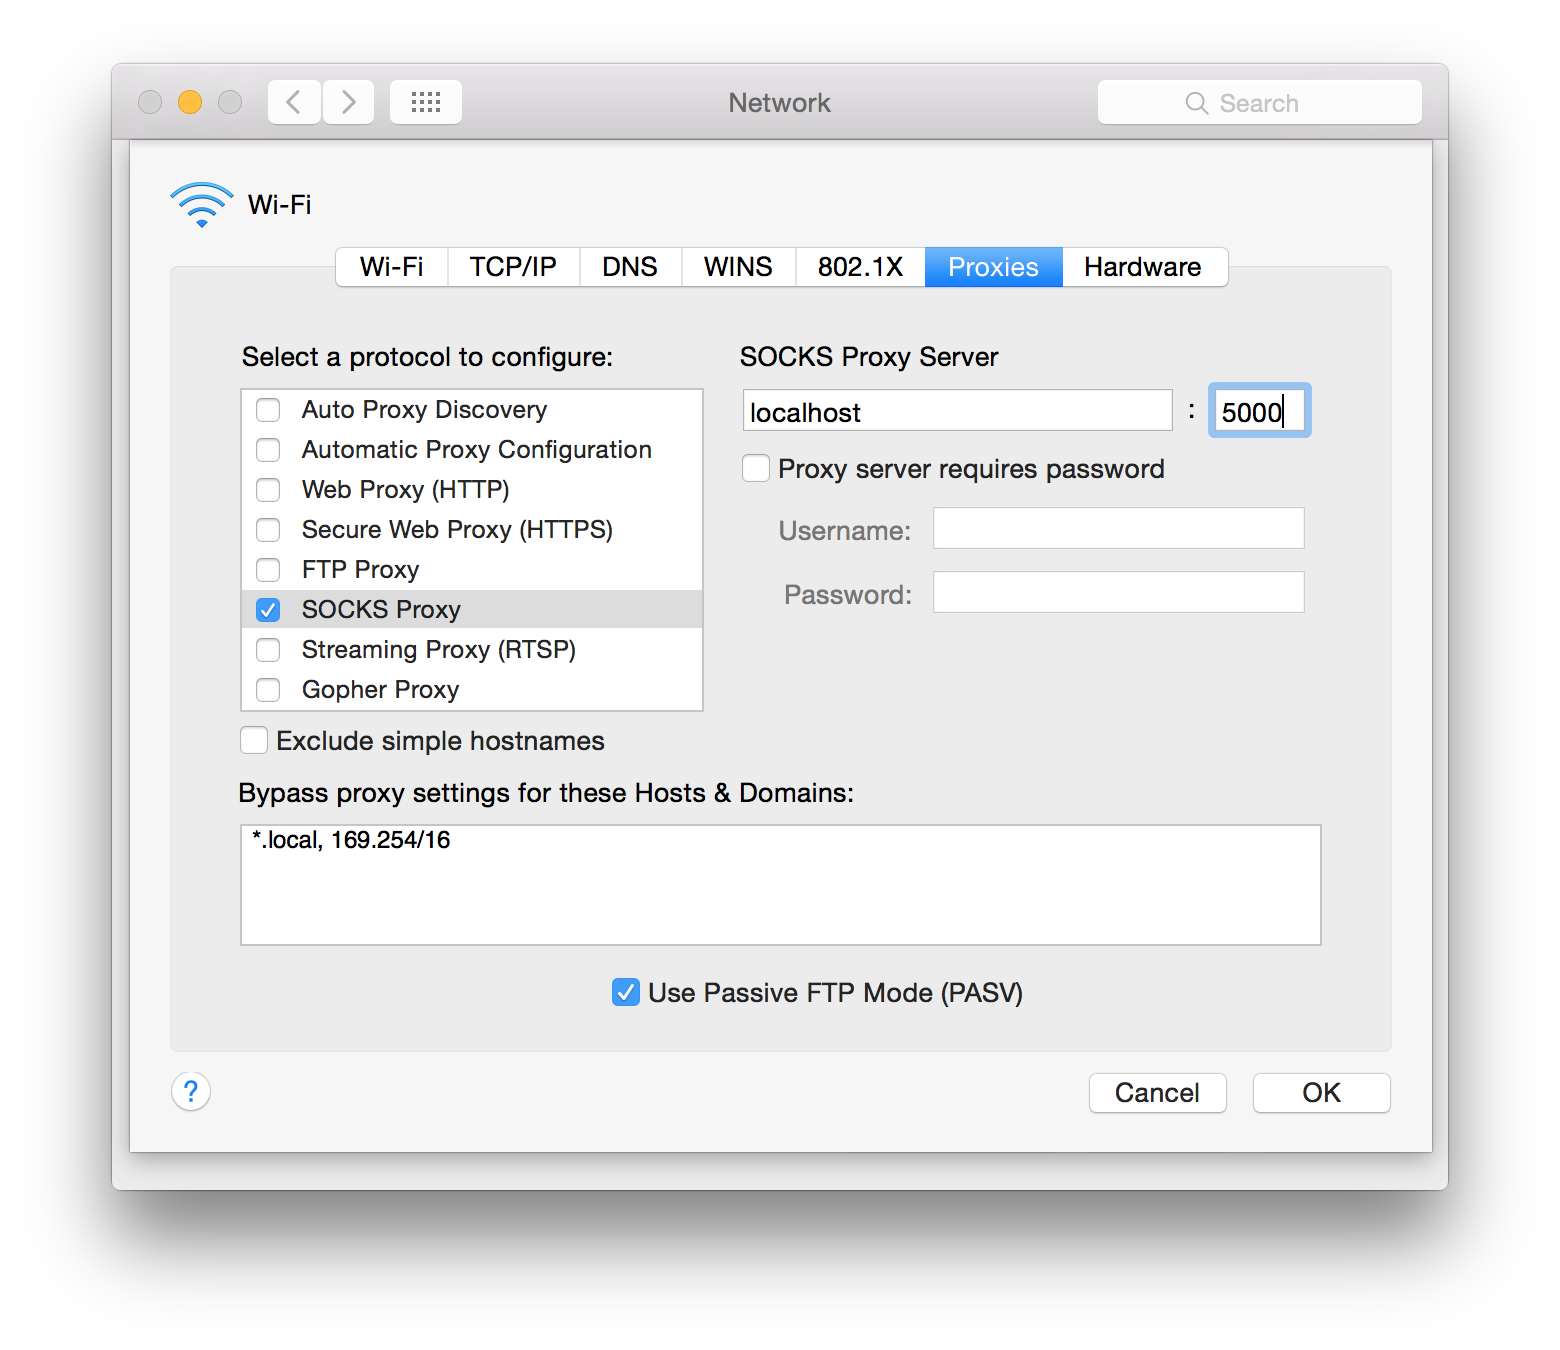 Network
Search
Wi-Fi
Wi-Fi TCP/IP DNS WINS 802.1X Proxies Hardware
Select a protocol to configure:
Auto Proxy Discovery
Automatic Proxy Configuration
Web Proxy (HTTP)
Secure Web Proxy (HTTPS)
FTP Proxy
SOCKS Proxy
Streaming Proxy (RTSP)
Gopher Proxy
Exclude simple hostnames
SOCKS Proxy Server
localhost : 5000
Proxy server requires password
Username:
Password:
Bypass proxy settings for these Hosts & Domains:
*.local, 169.254/16
Use Passive FTP Mode (PASV)
? Cancel OK